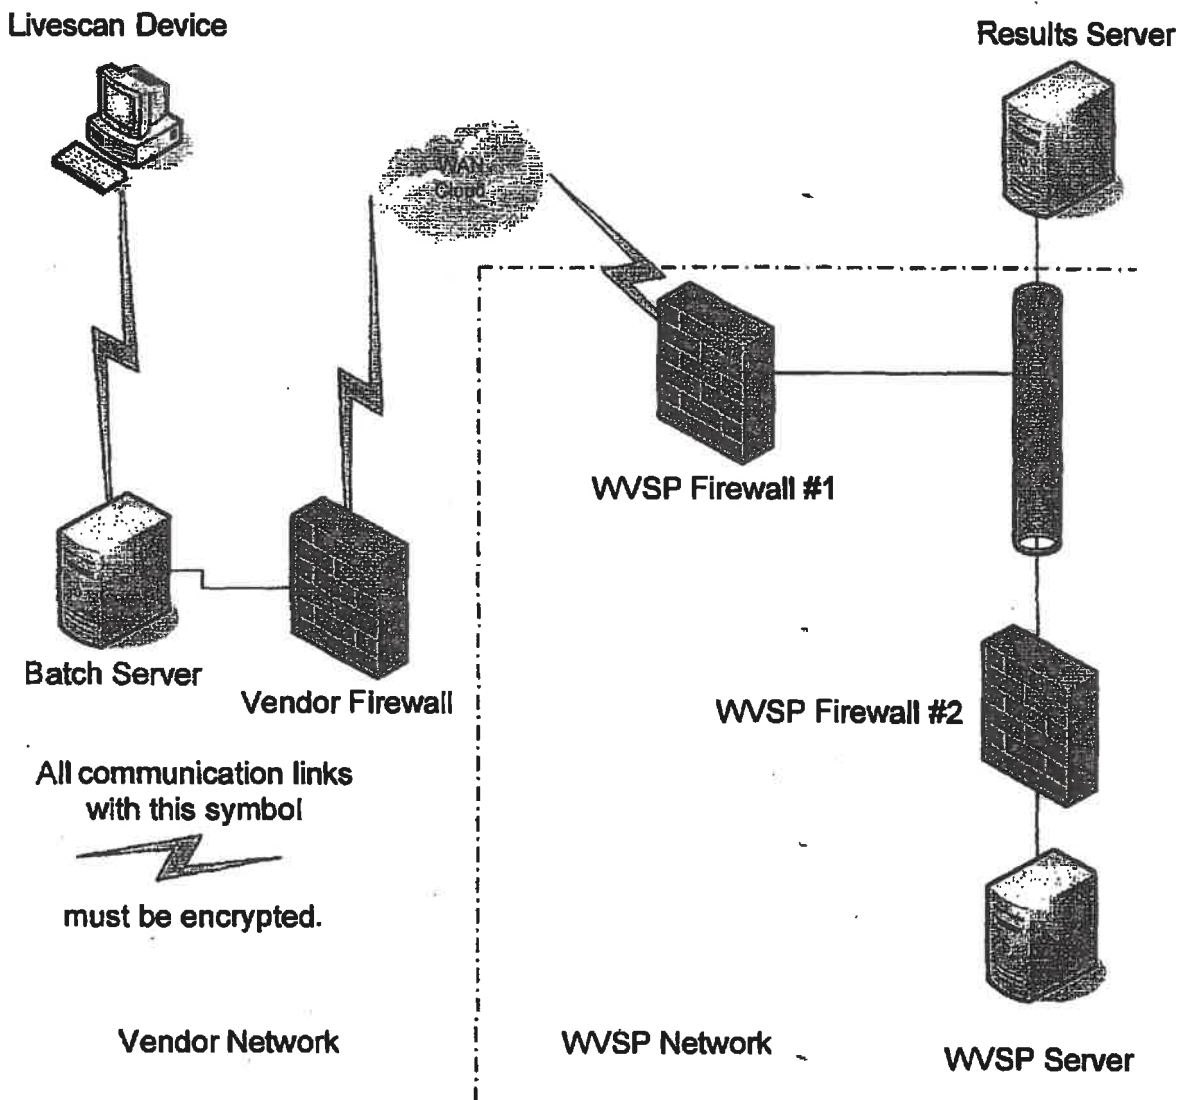 Livescan Device
Results Server
WAN
Cloud
WVSP Firewall #1
Batch Server
Vendor Firewall
WVSP Firewall #2
All communication links
with this symbol
must be encrypted.
Vendor Network
WVSP Network
WVSP Server